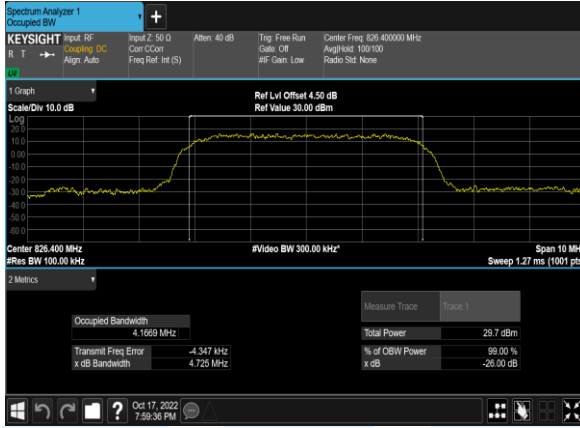 Spectrum Analyzer 1
Occupied BW
+
KEYSIGHT Input: RF Input Z: 50 Ω Atten: 40 dB Trig: Free Run Center Freq: 826.400000 MHz
R T Coupling: DC Corr CCorr Gate: Off Avg|Hold: 100/100
Align: Auto Freq Ref: Int (S) #IF Gain: Low Radio Std: None
LW
1 Graph Ref Lvl Offset 4.50 dB
Scale/Div 10.0 dB Ref Value 30.00 dBm
Log
20.0
10.0
0.00
-10.0
-20.0
-30.0
-40.0
-50.0
-60.0
Center 826.400 MHz #Video BW 300.00 kHz* Span 10 MH
#Res BW 100.00 kHz Sweep 1.27 ms (1001 pts
2 Metrics
Measure Trace Trace 1
Occupied Bandwidth
4.1669 MHz Total Power 29.7 dBm
Transmit Freq Error -4.347 kHz % of OBW Power 99.00 %
x dB Bandwidth 4.725 MHz x dB -26.00 dB
? Oct 17, 2022
7:59:36 PM